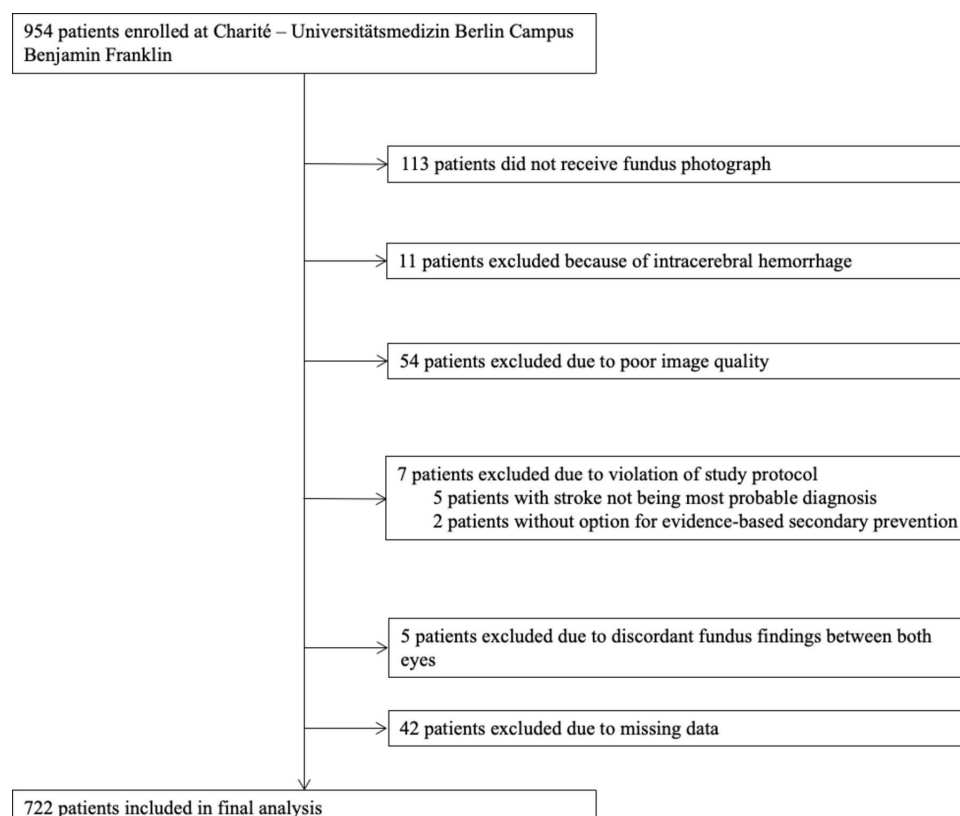 954 patients enrolled at Charité – Universitätsmedizin Berlin Campus
Benjamin Franklin
113 patients did not receive fundus photograph
11 patients excluded because of intracerebral hemorrhage
54 patients excluded due to poor image quality
7 patients excluded due to violation of study protocol
5 patients with stroke not being most probable diagnosis
2 patients without option for evidence-based secondary prevention
5 patients excluded due to discordant fundus findings between both
eyes
42 patients excluded due to missing data
722 patients included in final analysis